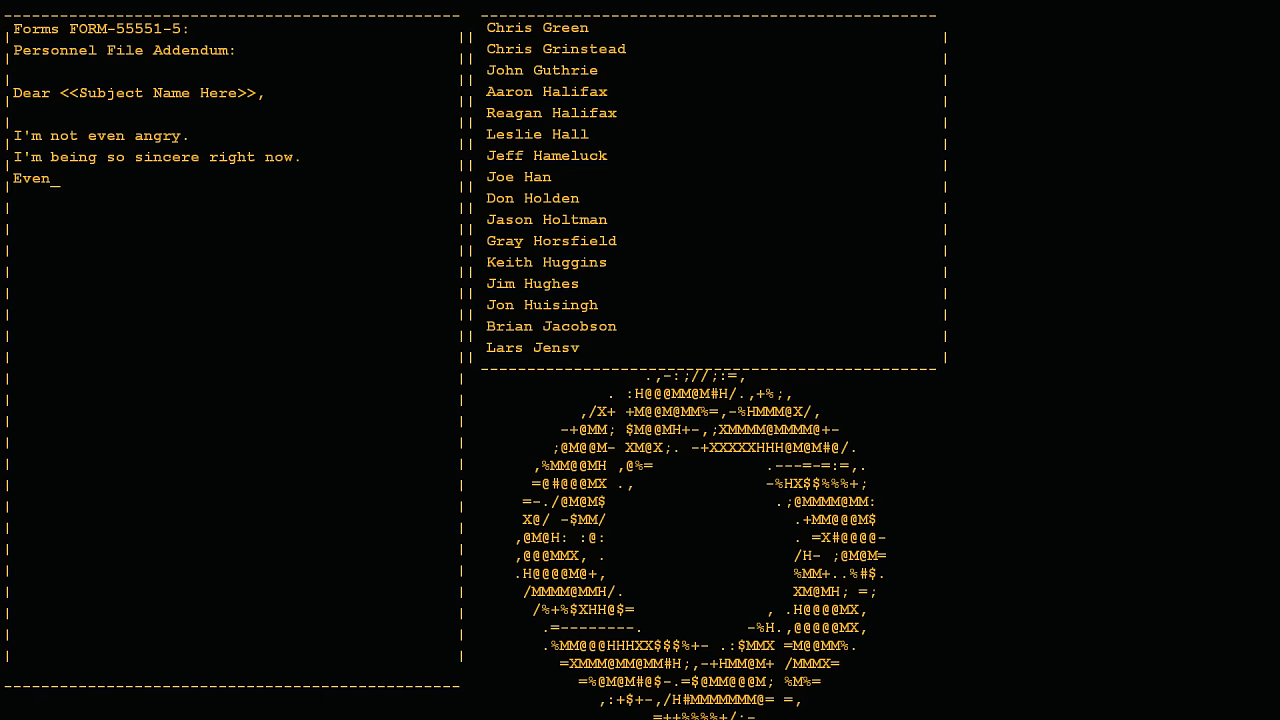 Forms FORM-55551-5:
Personnel File Addendum:
Dear <<Subject Name Here>>,
I'm not even angry.
I'm being so sincere right now.
Even_
Chris Green
Chris Grinstead
John Guthrie
Aaron Halifax
Reagan Halifax
Leslie Hall
Jeff Hameluck
Joe Han
Don Holden
Jason Holtman
Gray Horsfield
Keith Huggins
Jim Hughes
Jon Huisingh
Brian Jacobson
Lars Jensv